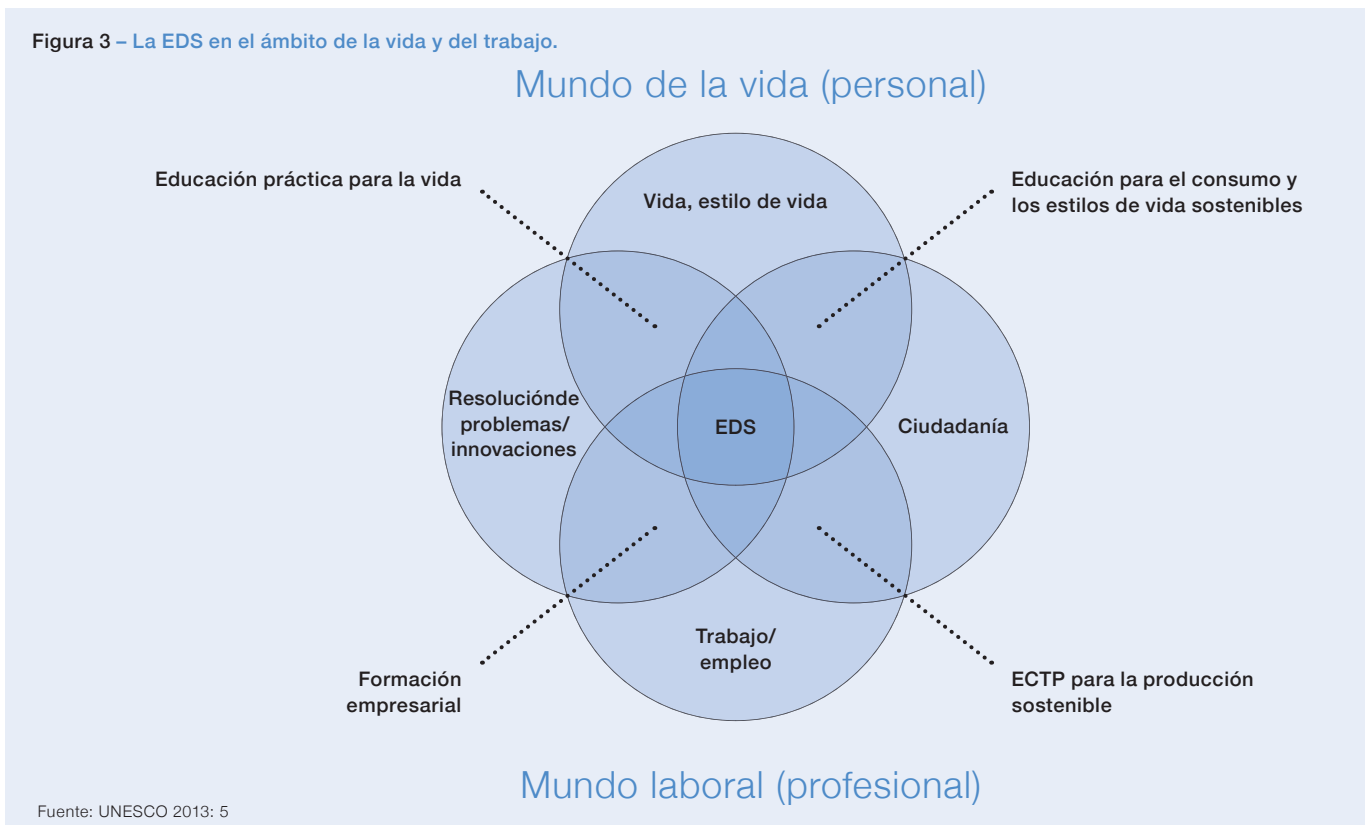 Figura 3 – La EDS en el ámbito de la vida y del trabajo.
Mundo de la vida (personal)
Educación práctica para la vida
Vida, estilo de vida
Educación para el consumo y
los estilos de vida sostenibles
Resoluciónde
problemas/
innovaciones
EDS
Ciudadanía
Trabajo/
empleo
Formación
empresarial
ECTP para la producción
sostenible
Mundo laboral (profesional)
Fuente: UNESCO 2013: 5